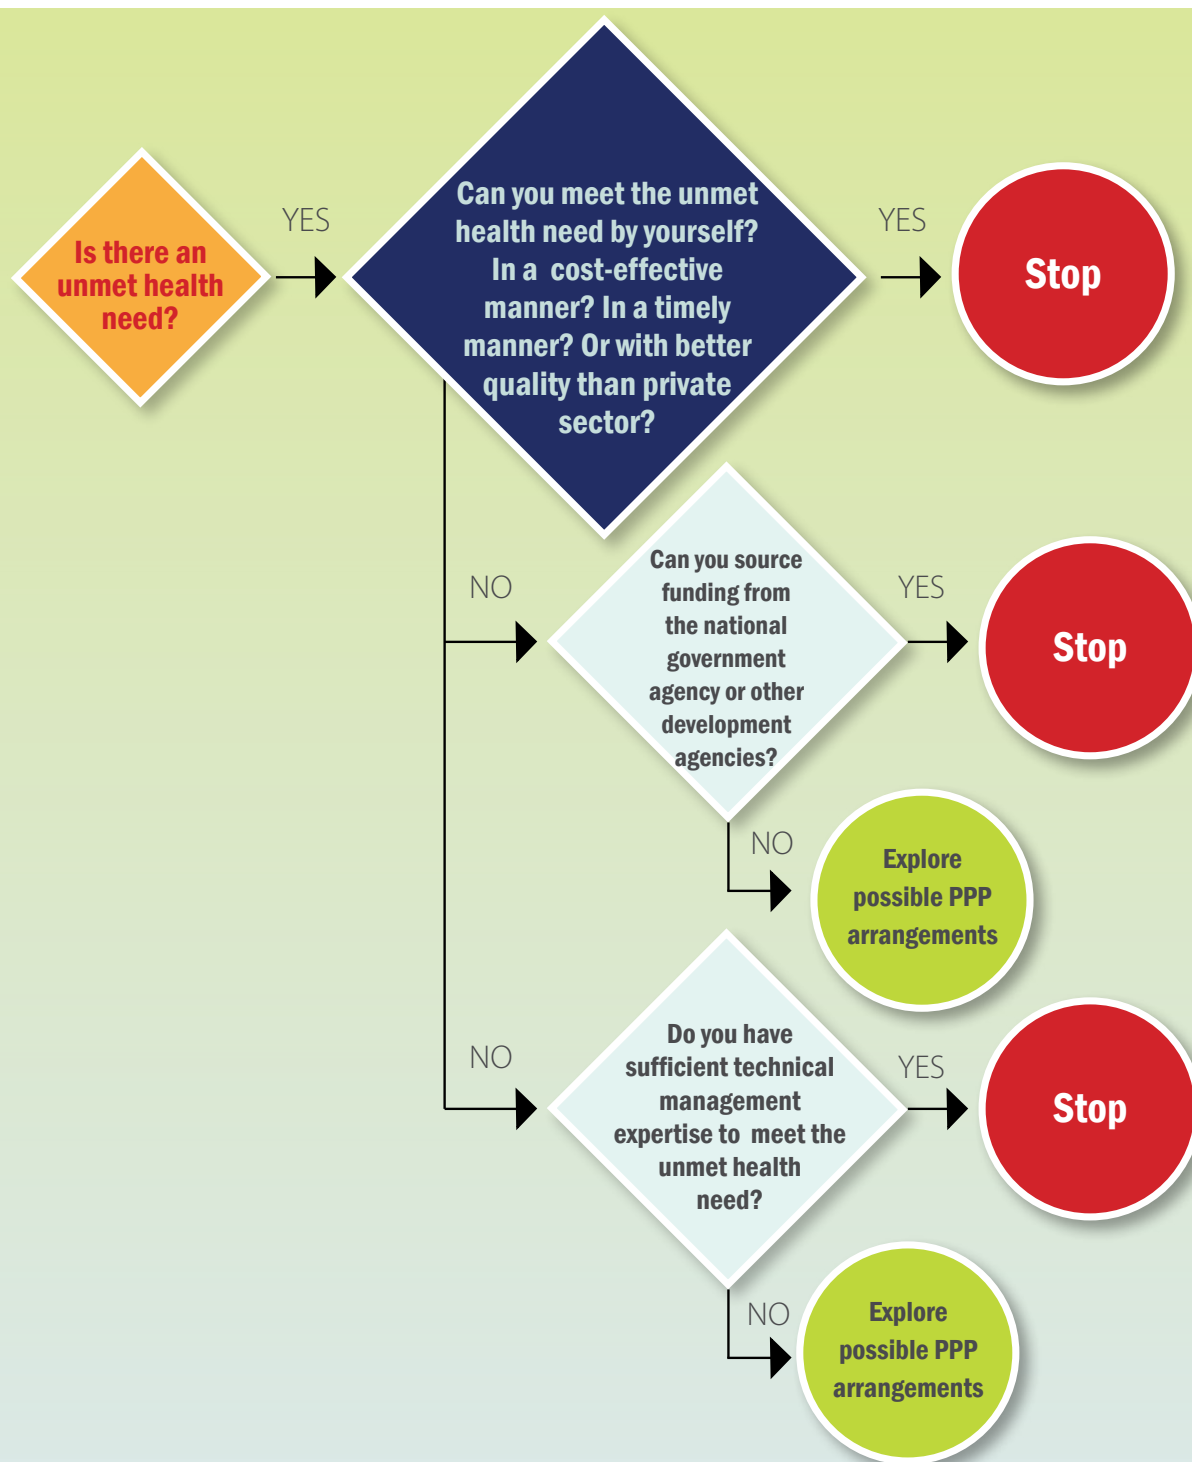 Is there an
unmet health
need?
YES
Can you meet the unmet
health need by yourself?
In a cost-effective
manner? In a timely
manner? Or with better
quality than private
sector?
YES
Stop
NO
Can you source
funding from
the national
government
agency or other
development
agencies?
YES
Stop
NO
Explore
possible PPP
arrangements
NO
Do you have
sufficient technical
management
expertise to meet the
unmet health
need?
YES
Stop
NO
Explore
possible PPP
arrangements